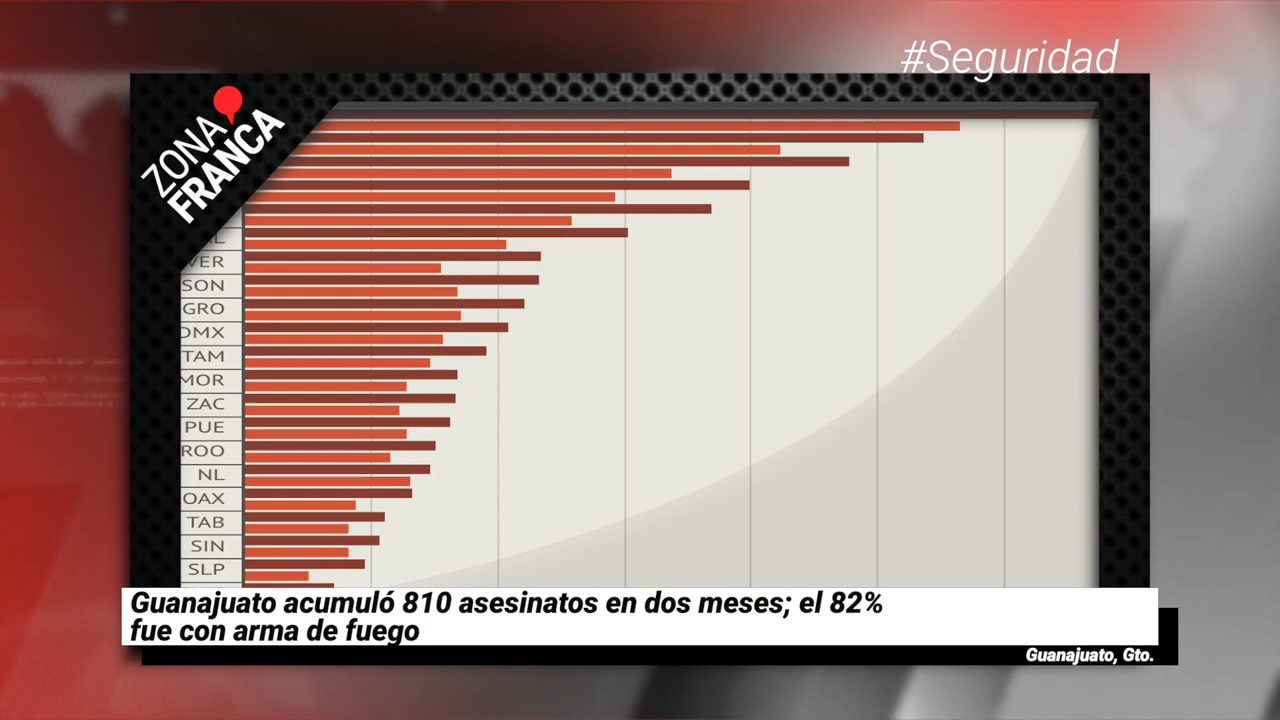 #Seguridad
ZONA
FRANCA
VER
SON
GRO
TAM
MOR
ZAC
PUE
ROO
NL
OAX
TAB
SIN
SLP
Guanajuato acumuló 810 asesinatos en dos meses; el 82%
fue con arma de fuego
Guanajuato, Gto.